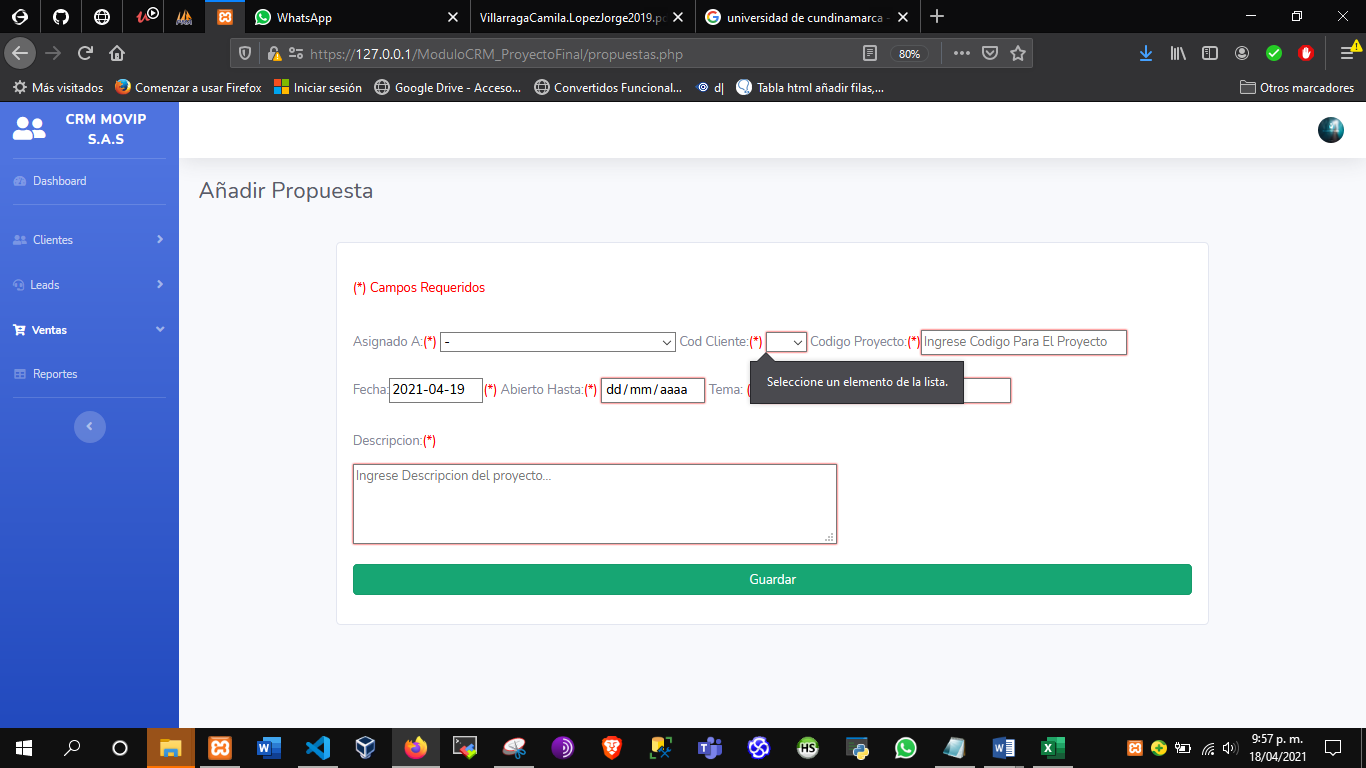 WhatsApp
VillarragaCamila.LopezJorge2019.po
universidad de cundinamarca -
https://127.0.0.1/ModuloCRM_ProyectoFinal/propuestas.php
80%
Más visitados
Comenzar a usar Firefox
Iniciar sesión
Google Drive - Acceso...
Convertidos Funcional...
d|
Tabla html añadir filas,...
Otros marcadores
CRM MOVIP
S.A.S
Dashboard
Clientes
Leads
Ventas
Reportes
Añadir Propuesta
(*) Campos Requeridos
Asignado A:(*) - Cod Cliente:(*) Codigo Proyecto:(*) Ingrese Codigo Para El Proyecto
Seleccione un elemento de la lista.
Fecha: 2021-04-19 (*) Abierto Hasta:(*) dd/mm/aaaa Tema:
Descripcion:(*)
Ingrese Descripcion del proyecto...
Guardar
HS
9:57 p. m.
18/04/2021